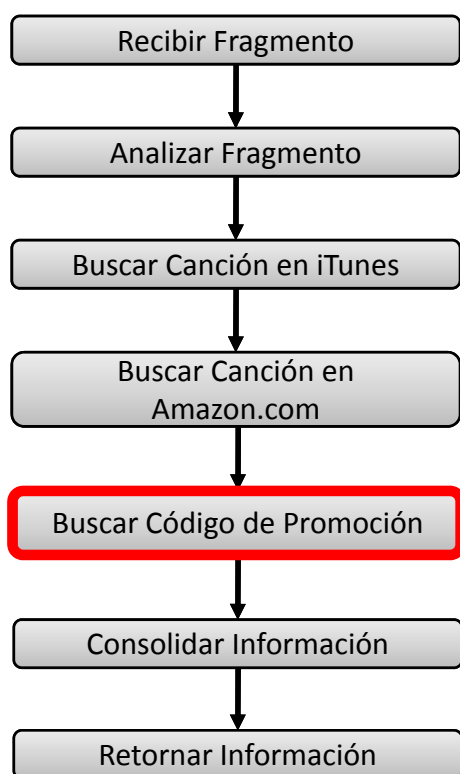 Recibir Fragmento
Analizar Fragmento
Buscar Canción en iTunes
Buscar Canción en
Amazon.com
Buscar Código de Promoción
Consolidar Información
Retornar Información